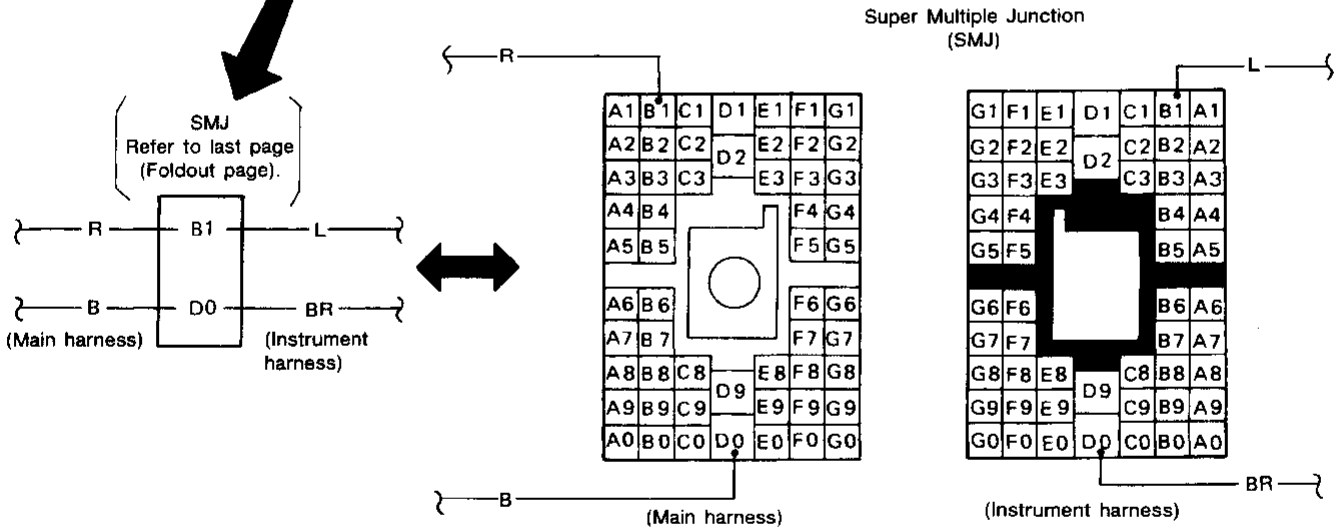 Super Multiple Junction
(SMJ)
SMJ
Refer to last page
(Foldout page).
R B1 L
B D0 BR
(Main harness) (Instrument
harness)
R
A1 B1 C1 D1 E1 F1 G1
A2 B2 C2 D2 E2 F2 G2
A3 B3 C3 E3 F3 G3
A4 B4 F4 G4
A5 B5 F5 G5
A6 B6 F6 G6
A7 B7 F7 G7
A8 B8 C8 E8 F8 G8
A9 B9 C9 D9 E9 F9 G9
A0 B0 C0 D0 E0 F0 G0
B
(Main harness)
L
G1 F1 E1 D1 C1 B1 A1
G2 F2 E2 D2 C2 B2 A2
G3 F3 E3 C3 B3 A3
G4 F4 B4 A4
G5 F5 B5 A5
G6 F6 B6 A6
G7 F7 B7 A7
G8 F8 E8 C8 B8 A8
G9 F9 E9 D9 C9 B9 A9
G0 F0 E0 D0 C0 B0 A0
BR
(Instrument harness)